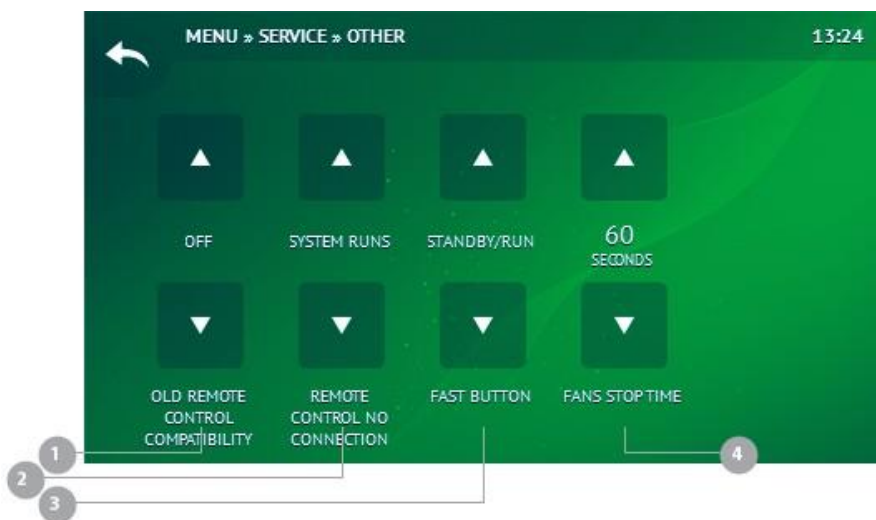 MENU » SERVICE » OTHER
13:24
OFF
SYSTEM RUNS
STANDBY/RUN
60
SECONDS
OLD REMOTE
CONTROL
COMPATIBILITY
REMOTE
CONTROL NO
CONNECTION
FAST BUTTON
FANS STOP TIME
1
2
3
4